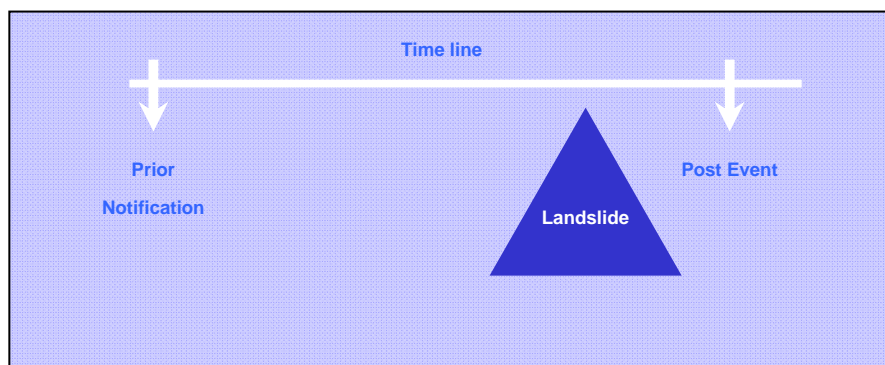 Time line
Prior
Notification
Post Event
Landslide